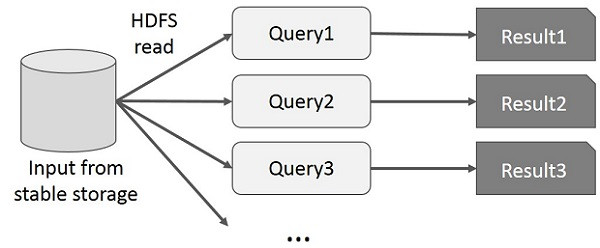 HDFS
read
Query1
Result1
Query2
Result2
Query3
Result3
Input from
stable storage
...